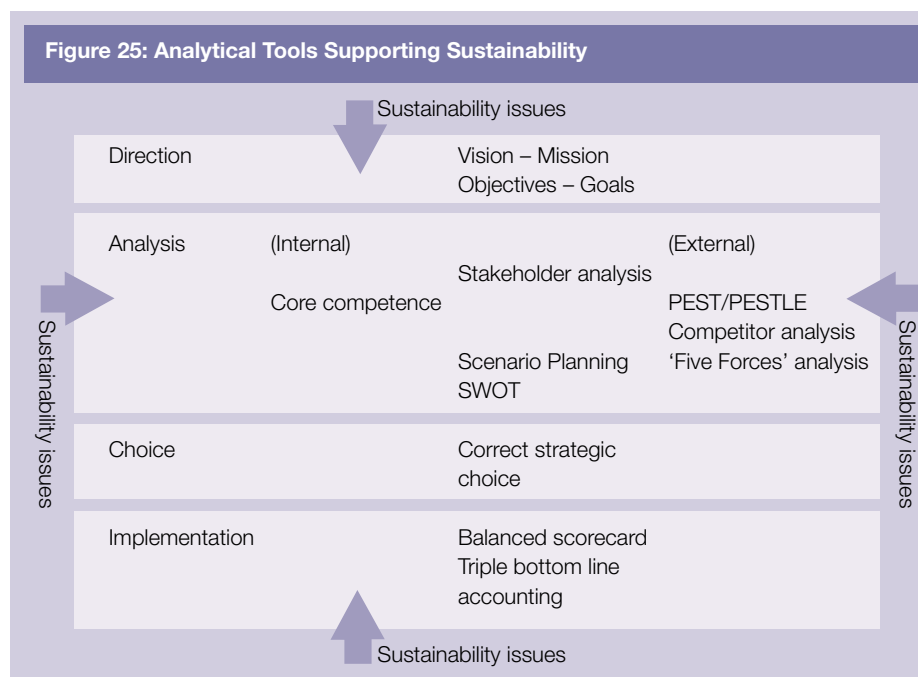 Figure 25: Analytical Tools Supporting Sustainability
Sustainability issues
Direction
Vision – Mission
Objectives – Goals
Analysis
(Internal)
(External)
Stakeholder analysis
Core competence
PEST/PESTLE
Competitor analysis
Scenario Planning
‘Five Forces’ analysis
SWOT
Sustainability issues
Sustainability issues
Choice
Correct strategic
choice
Implementation
Balanced scorecard
Triple bottom line
accounting
Sustainability issues